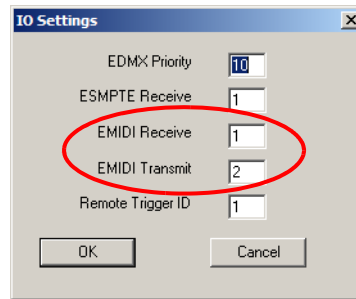 IO Settings
EDMX Priority 10
ESMPTE Receive 1
EMIDI Receive 1
EMIDI Transmit 2
Remote Trigger ID 1
OK Cancel